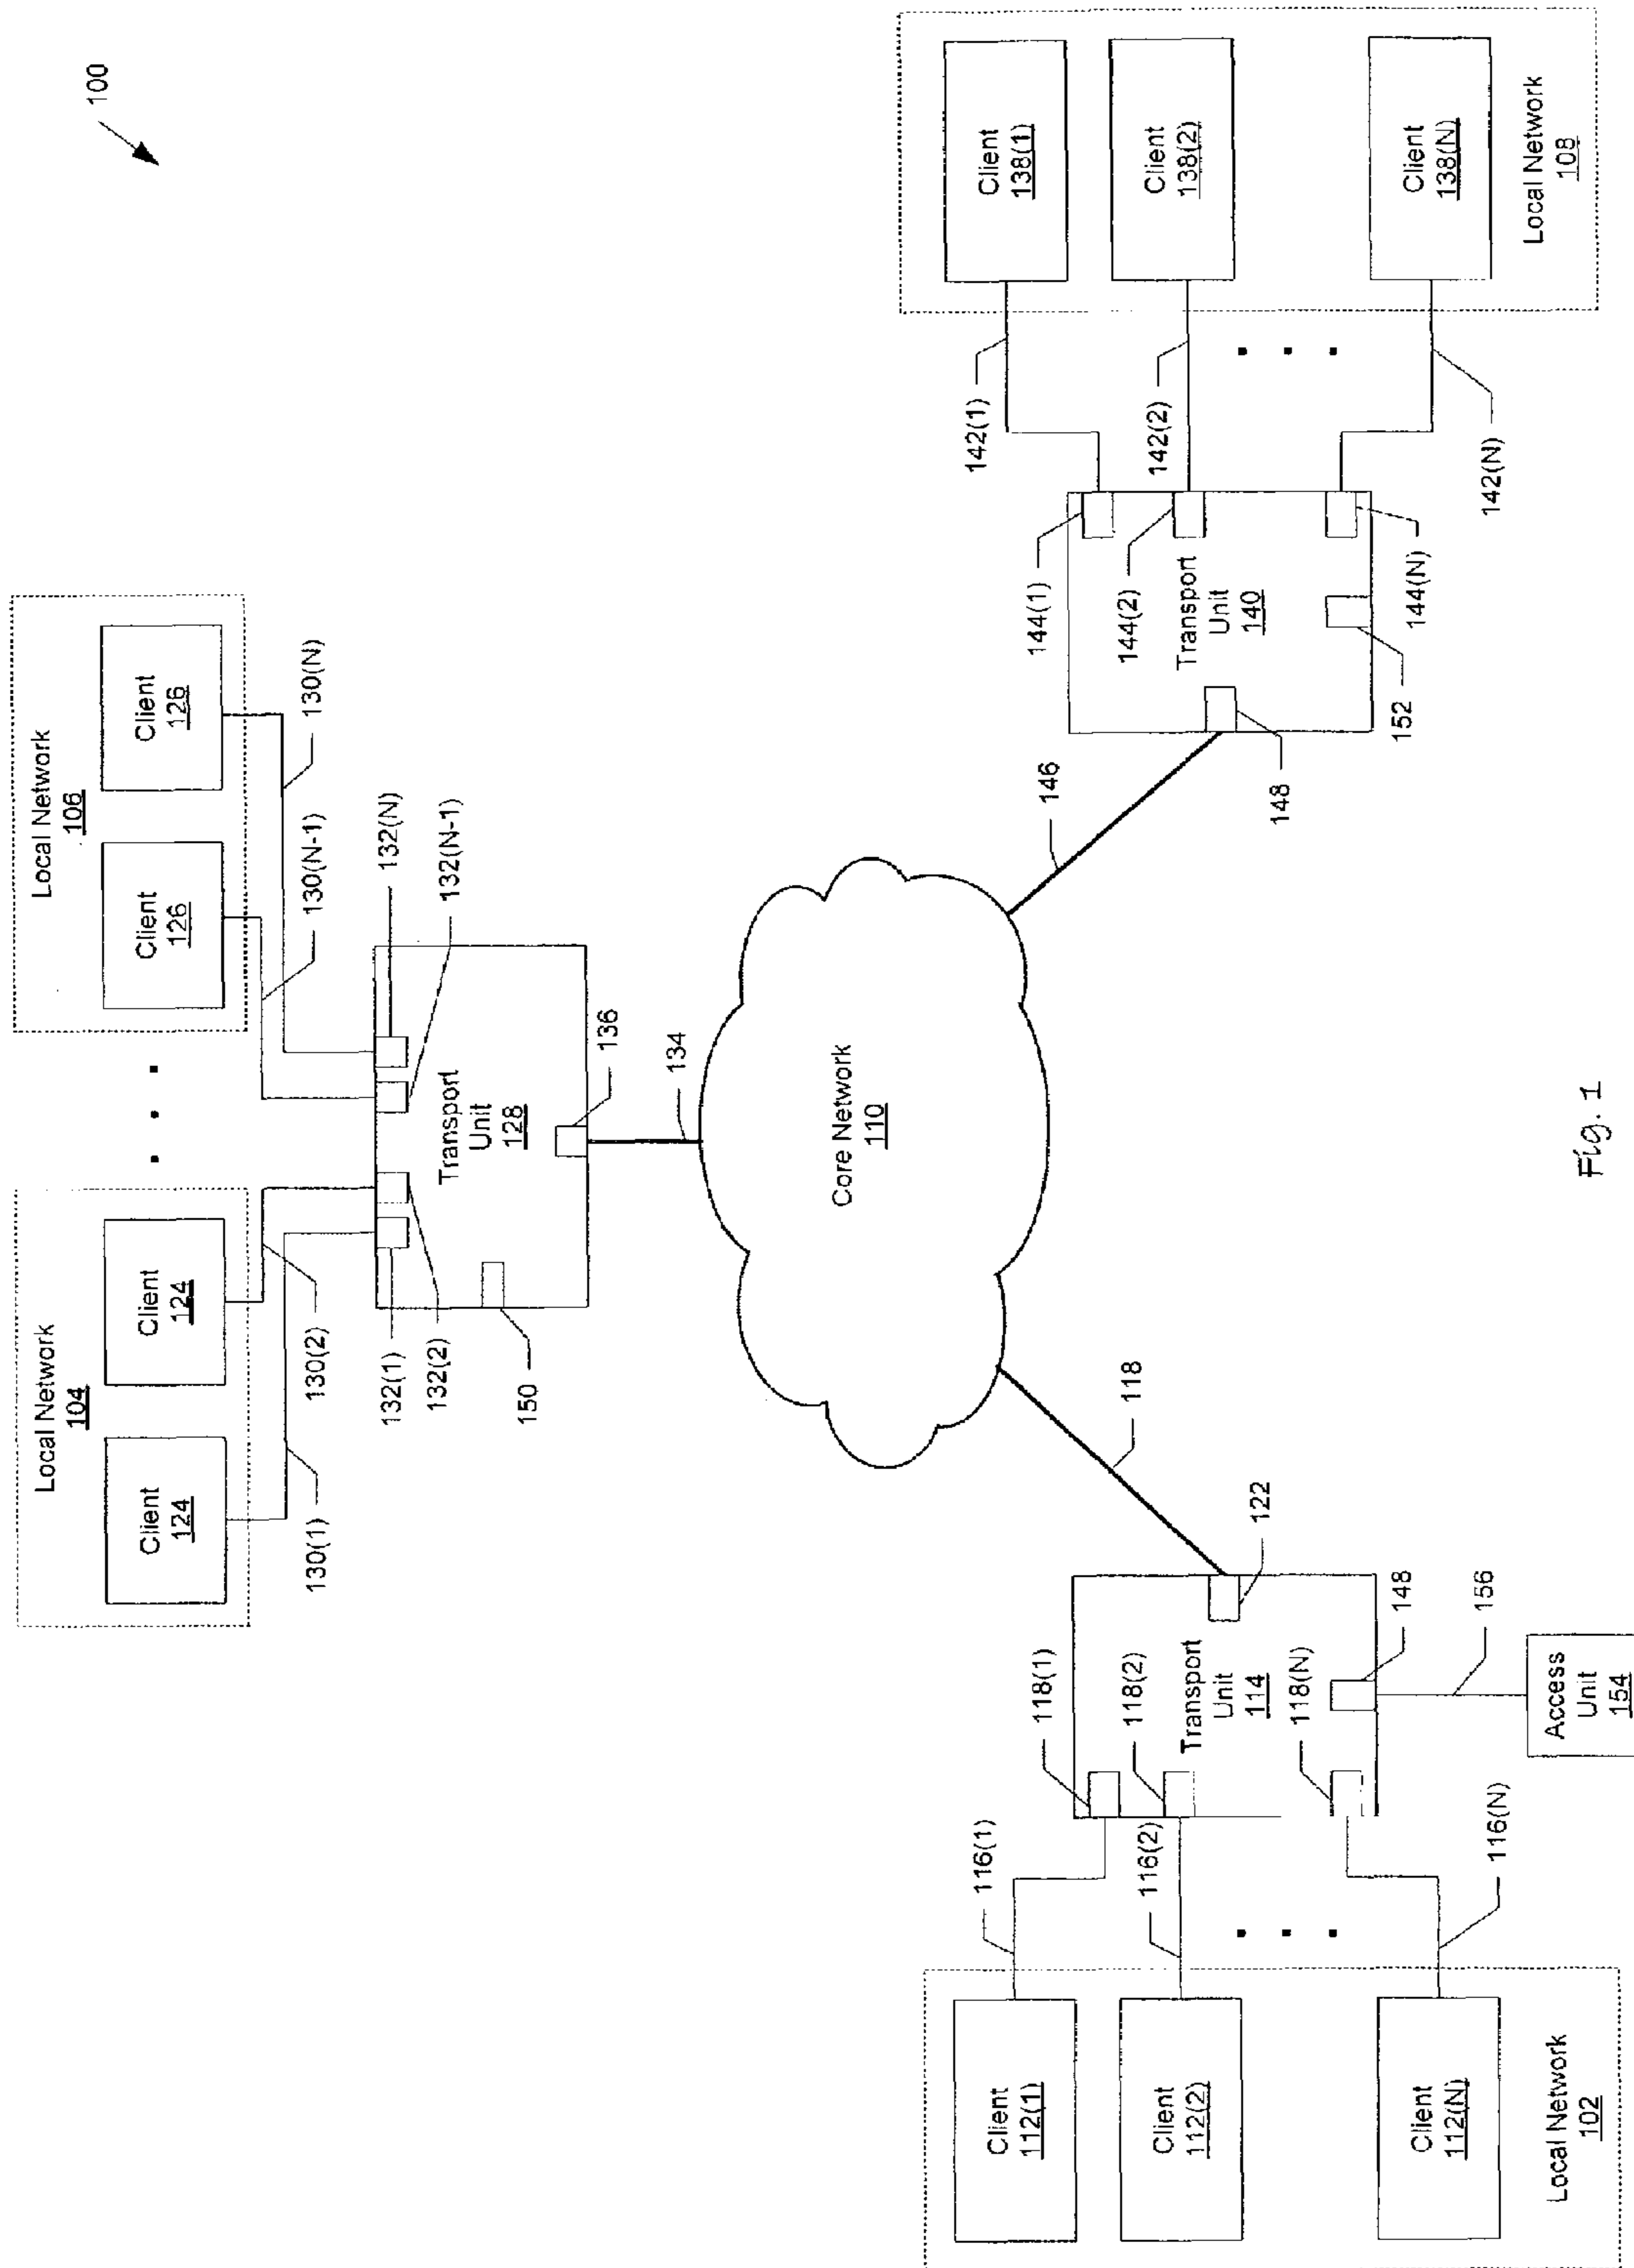 100
Local Network
104
Client
124
Client
124
130(1)
130(2)
Local Network
106
Client
126
Client
126
130(N-1)
130(N)
132(1)
132(2)
150
Transport
Unit
128
132(N)
132(N-1)
136
134
Core Network
110
118
146
Local Network
102
Client
112(1)
Client
112(2)
Client
112(N)
116(1)
116(2)
116(N)
118(1)
118(2)
118(N)
Transport
Unit
114
122
148
156
Access
Unit
154
148
152
Transport
Unit
140
144(1)
144(2)
144(N)
142(1)
142(2)
142(N)
Client
138(1)
Client
138(2)
Client
138(N)
Local Network
108
Fig. 1